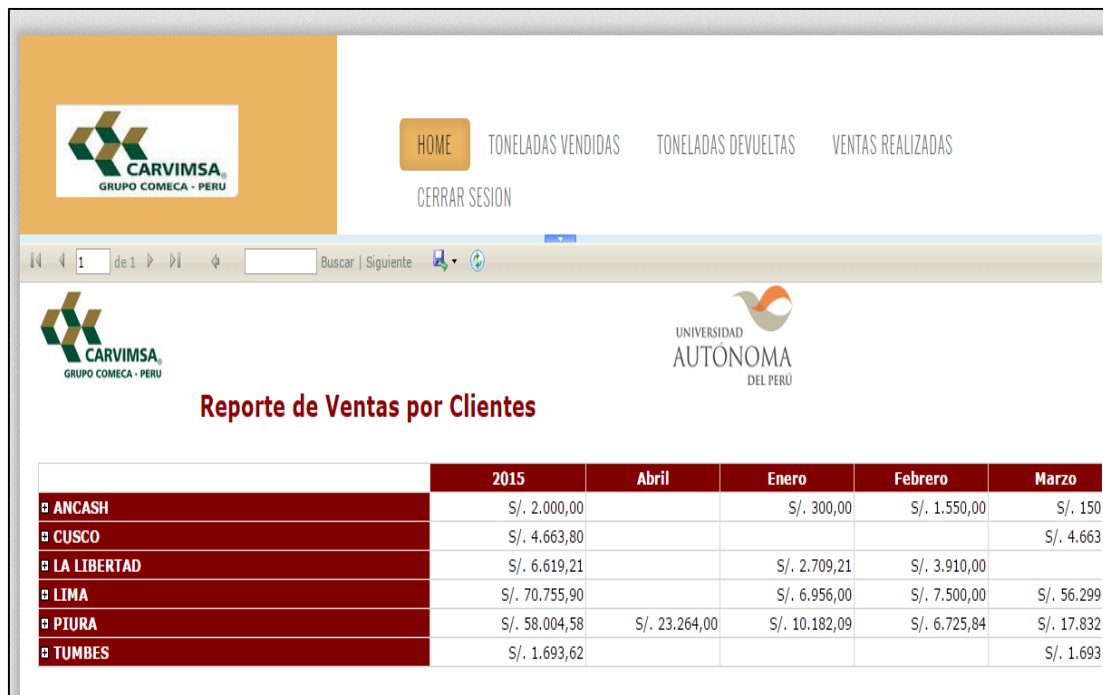 CARVIMSA
GRUPO COMECA - PERU
HOME TONELADAS VENDIDAS TONELADAS DEVUELTAS VENTAS REALIZADAS
CERRAR SESION
1 de 1 Buscar | Siguiente
CARVIMSA
GRUPO COMECA - PERU
UNIVERSIDAD
AUTÓNOMA
DEL PERÚ
Reporte de Ventas por Clientes
2015 Abril Enero Febrero Marzo
ANCASH S/. 2.000,00 S/. 300,00 S/. 1.550,00 S/. 150
CUSCO S/. 4.663,80 S/. 4.663
LA LIBERTAD S/. 6.619,21 S/. 2.709,21 S/. 3.910,00
LIMA S/. 70.755,90 S/. 6.956,00 S/. 7.500,00 S/. 56.299
PIURA S/. 58.004,58 S/. 23.264,00 S/. 10.182,09 S/. 6.725,84 S/. 17.832
TUMBES S/. 1.693,62 S/. 1.693